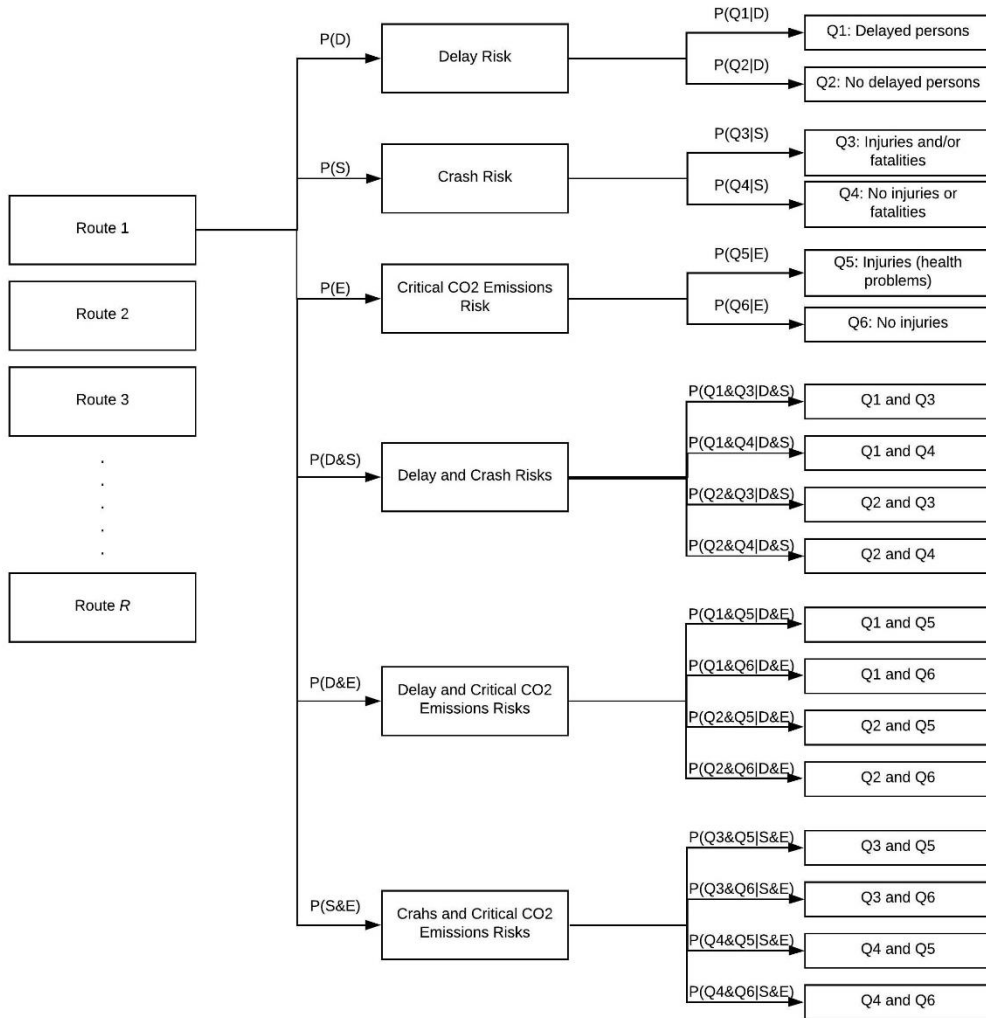 Route 1
Route 2
Route 3
.
.
.
.
.
Route R
P(D)
Delay Risk
P(Q1|D)
Q1: Delayed persons
P(Q2|D)
Q2: No delayed persons
P(S)
Crash Risk
P(Q3|S)
Q3: Injuries and/or
fatalities
P(Q4|S)
Q4: No injuries or
fatalities
P(E)
Critical CO2 Emissions
Risk
P(Q5|E)
Q5: Injuries (health
problems)
P(Q6|E)
Q6: No injuries
P(D&S)
Delay and Crash Risks
P(Q1&Q3|D&S)
Q1 and Q3
P(Q1&Q4|D&S)
Q1 and Q4
P(Q2&Q3|D&S)
Q2 and Q3
P(Q2&Q4|D&S)
Q2 and Q4
P(D&E)
Delay and Critical CO2
Emissions Risks
P(Q1&Q5|D&E)
Q1 and Q5
P(Q1&Q6|D&E)
Q1 and Q6
P(Q2&Q5|D&E)
Q2 and Q5
P(Q2&Q6|D&E)
Q2 and Q6
P(S&E)
Crahs and Critical CO2
Emissions Risks
P(Q3&Q5|S&E)
Q3 and Q5
P(Q3&Q6|S&E)
Q3 and Q6
P(Q4&Q5|S&E)
Q4 and Q5
P(Q4&Q6|S&E)
Q4 and Q6